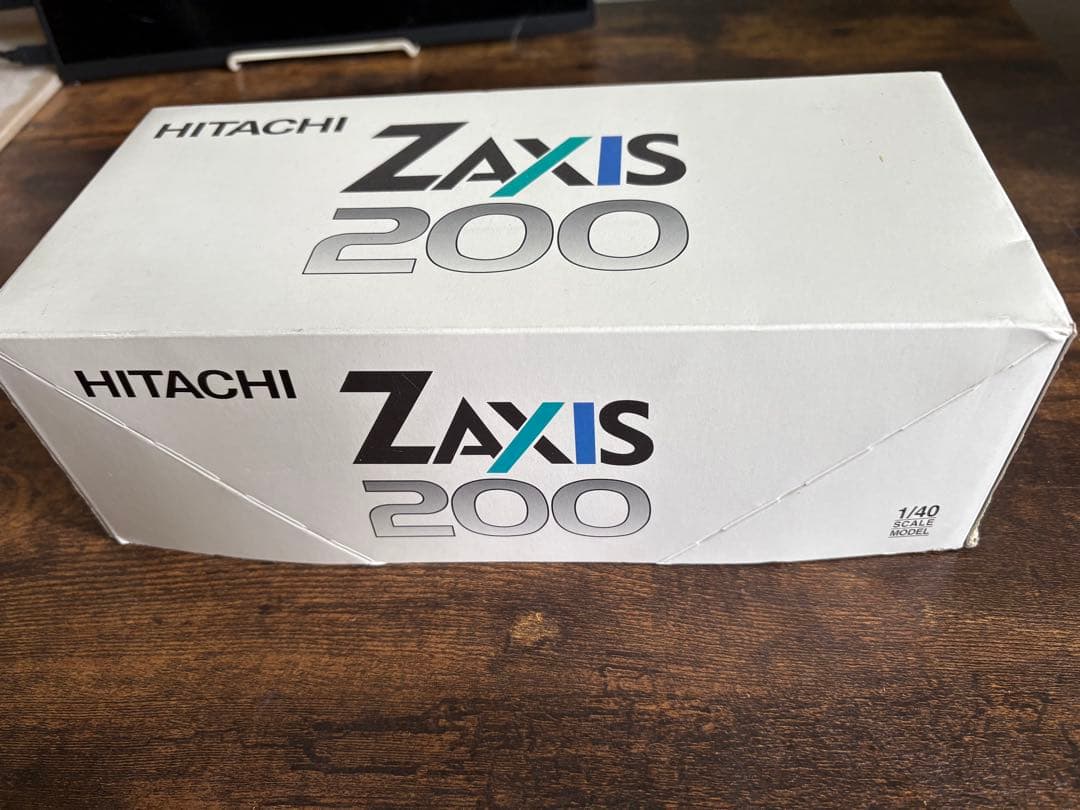 HITACHI
ZAXIS
200
HITACHI
ZAXIS
200
1/40
SCALE
MODEL